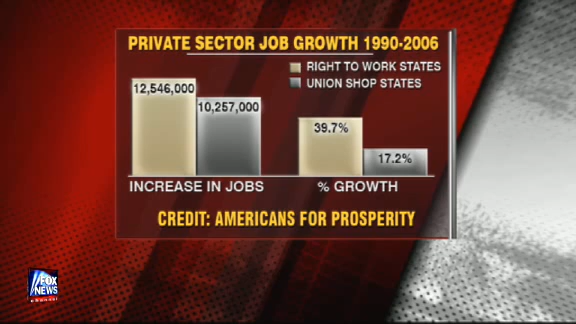 PRIVATE SECTOR JOB GROWTH 1990-2006
RIGHT TO WORK STATES
UNION SHOP STATES
12,546,000
10,257,000
39.7%
17.2%
INCREASE IN JOBS
% GROWTH
CREDIT: AMERICANS FOR PROSPERITY
FOX
NEWS